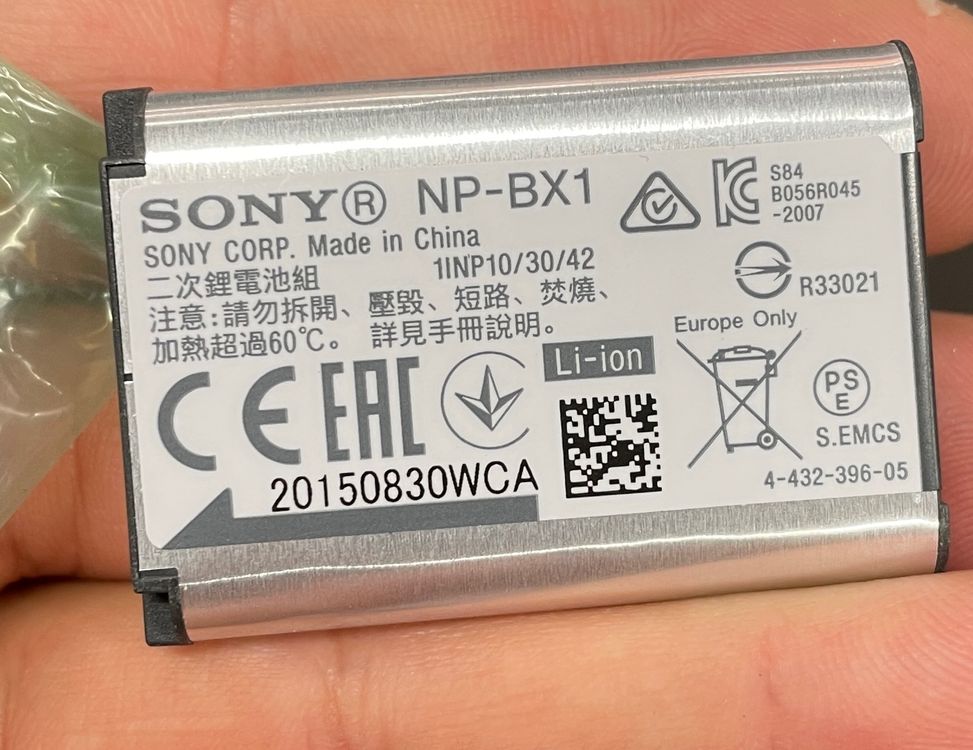 SONY® NP-BX1
S84
B056R045
-2007
SONY CORP. Made in China
二次鋰電池組 1INP10/30/42
R33021
注意:請勿拆開、壓毀、短路、焚燒、
加熱超過60℃。 詳見手冊說明。
Europe Only
CE EAC
Li-ion
PS
E
S.EMCS
20150830WCA
4-432-396-05